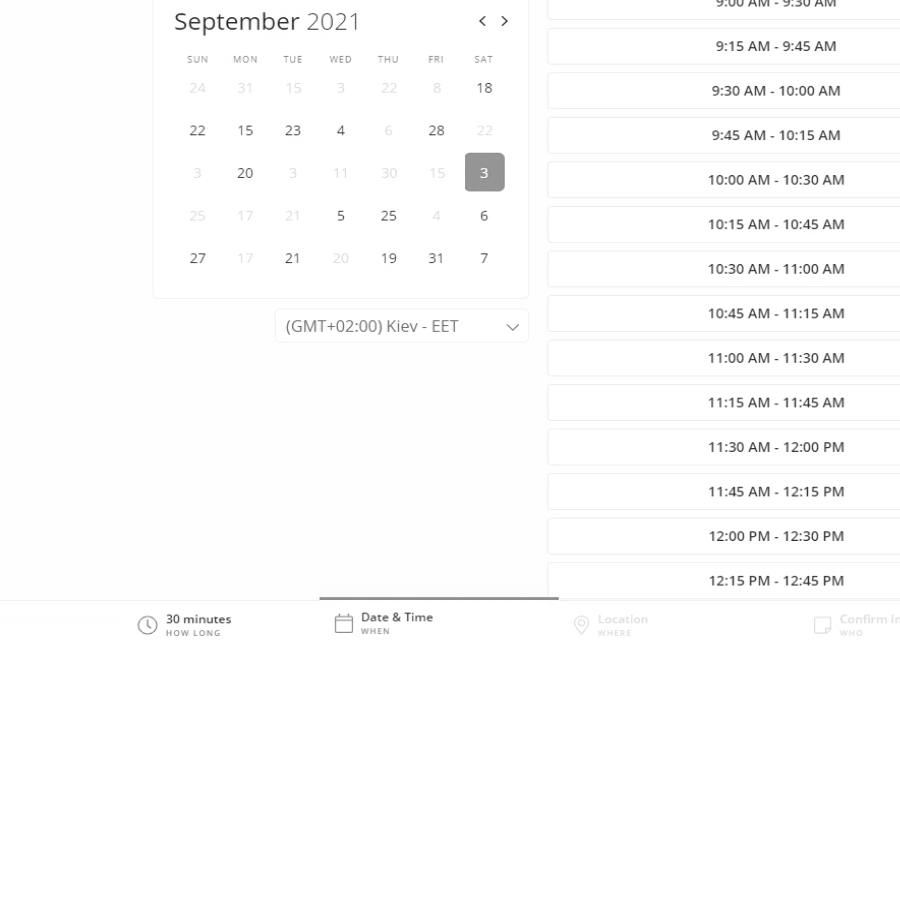 September 2021
SUN MON TUE WED THU FRI SAT
24 31 15 3 22 8 18
22 15 23 4 6 28 22
3 20 3 11 30 15 3
25 17 21 5 25 4 6
27 17 21 20 19 31 7
(GMT+02:00) Kiev - EET
9:00 AM - 9:30 AM
9:15 AM - 9:45 AM
9:30 AM - 10:00 AM
9:45 AM - 10:15 AM
10:00 AM - 10:30 AM
10:15 AM - 10:45 AM
10:30 AM - 11:00 AM
10:45 AM - 11:15 AM
11:00 AM - 11:30 AM
11:15 AM - 11:45 AM
11:30 AM - 12:00 PM
11:45 AM - 12:15 PM
12:00 PM - 12:30 PM
12:15 PM - 12:45 PM
30 minutes
HOW LONG
Date & Time
WHEN
Location
WHERE
Confirm
WHO